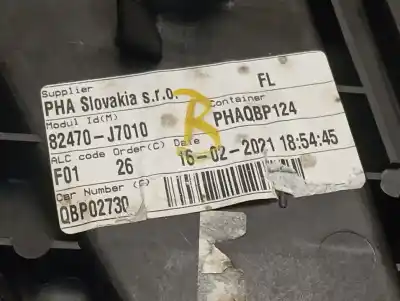 Supplier FL
PHA Slovakia s.r.o. Container
Modul Id(M) PHAQBP124
82470-J7010
ALC code Order(C) Date
F01 26 16-02-2021 18:54:45
Car Number (S)
QBP02730
R